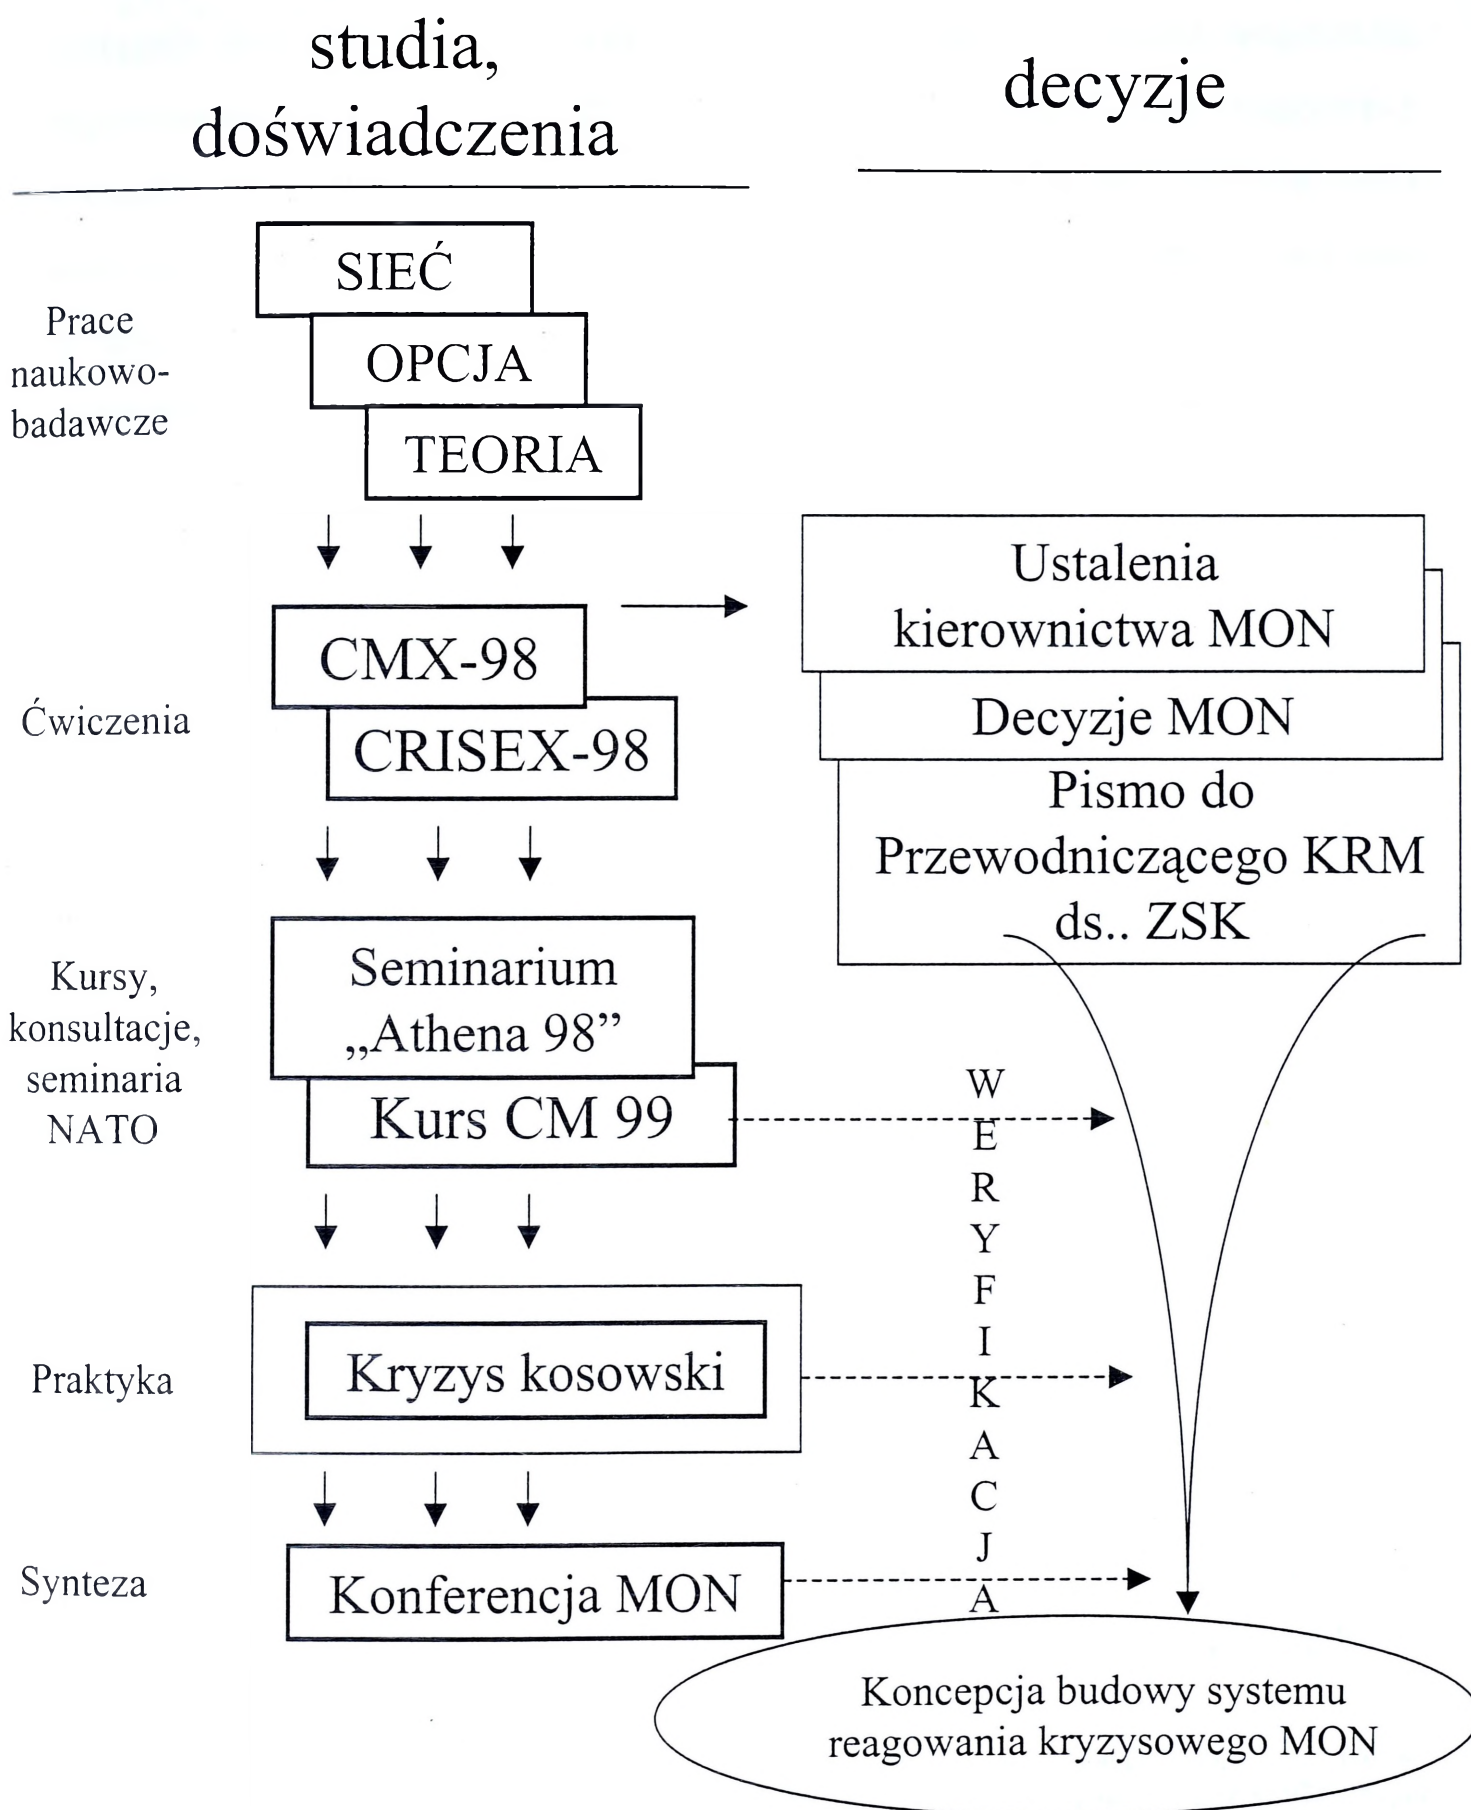 studia,
doświadczenia
decyzje
Prace
naukowo-
badawcze
SIEĆ
OPCJA
TEORIA
Ćwiczenia
CMX-98
CRISEX-98
Ustalenia
kierownictwa MON
Decyzje MON
Pismo do
Przewodniczącego KRM
ds.. ZSK
Kursy,
konsultacje,
seminaria
NATO
Seminarium
„Athena 98”
Kurs CM 99
W
E
R
Y
F
I
K
A
C
J
A
Praktyka
Kryzys kosowski
Synteza
Konferencja MON
Koncepcja budowy systemu
reagowania kryzysowego MON